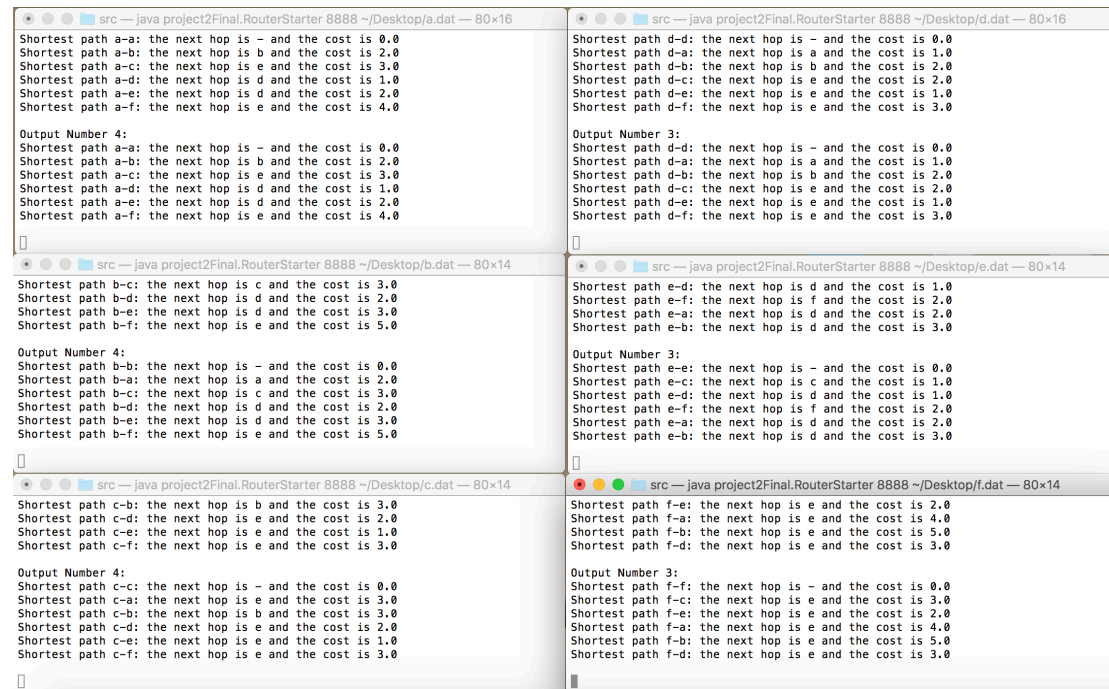 src — java project2Final.RouterStarter 8888 ~/Desktop/a.dat — 80×16
Shortest path a-a: the next hop is - and the cost is 0.0
Shortest path a-b: the next hop is b and the cost is 2.0
Shortest path a-c: the next hop is e and the cost is 3.0
Shortest path a-d: the next hop is d and the cost is 1.0
Shortest path a-e: the next hop is d and the cost is 2.0
Shortest path a-f: the next hop is e and the cost is 4.0
Output Number 4:
Shortest path a-a: the next hop is - and the cost is 0.0
Shortest path a-b: the next hop is b and the cost is 2.0
Shortest path a-c: the next hop is e and the cost is 3.0
Shortest path a-d: the next hop is d and the cost is 1.0
Shortest path a-e: the next hop is d and the cost is 2.0
Shortest path a-f: the next hop is e and the cost is 4.0
src — java project2Final.RouterStarter 8888 ~/Desktop/d.dat — 80×16
Shortest path d-d: the next hop is - and the cost is 0.0
Shortest path d-a: the next hop is a and the cost is 1.0
Shortest path d-b: the next hop is b and the cost is 2.0
Shortest path d-c: the next hop is e and the cost is 2.0
Shortest path d-e: the next hop is e and the cost is 1.0
Shortest path d-f: the next hop is e and the cost is 3.0
Output Number 3:
Shortest path d-d: the next hop is - and the cost is 0.0
Shortest path d-a: the next hop is a and the cost is 1.0
Shortest path d-b: the next hop is b and the cost is 2.0
Shortest path d-c: the next hop is e and the cost is 2.0
Shortest path d-e: the next hop is e and the cost is 1.0
Shortest path d-f: the next hop is e and the cost is 3.0
src — java project2Final.RouterStarter 8888 ~/Desktop/b.dat — 80×14
Shortest path b-c: the next hop is c and the cost is 3.0
Shortest path b-d: the next hop is d and the cost is 2.0
Shortest path b-e: the next hop is d and the cost is 3.0
Shortest path b-f: the next hop is e and the cost is 5.0
Output Number 4:
Shortest path b-b: the next hop is - and the cost is 0.0
Shortest path b-a: the next hop is a and the cost is 2.0
Shortest path b-c: the next hop is c and the cost is 3.0
Shortest path b-d: the next hop is d and the cost is 2.0
Shortest path b-e: the next hop is d and the cost is 3.0
Shortest path b-f: the next hop is e and the cost is 5.0
src — java project2Final.RouterStarter 8888 ~/Desktop/e.dat — 80×14
Shortest path e-d: the next hop is d and the cost is 1.0
Shortest path e-f: the next hop is f and the cost is 2.0
Shortest path e-a: the next hop is d and the cost is 2.0
Shortest path e-b: the next hop is d and the cost is 3.0
Output Number 3:
Shortest path e-e: the next hop is - and the cost is 0.0
Shortest path e-c: the next hop is c and the cost is 1.0
Shortest path e-d: the next hop is d and the cost is 1.0
Shortest path e-f: the next hop is f and the cost is 2.0
Shortest path e-a: the next hop is d and the cost is 2.0
Shortest path e-b: the next hop is d and the cost is 3.0
src — java project2Final.RouterStarter 8888 ~/Desktop/c.dat — 80×14
Shortest path c-b: the next hop is b and the cost is 3.0
Shortest path c-d: the next hop is e and the cost is 2.0
Shortest path c-e: the next hop is e and the cost is 1.0
Shortest path c-f: the next hop is e and the cost is 3.0
Output Number 4:
Shortest path c-c: the next hop is - and the cost is 0.0
Shortest path c-a: the next hop is e and the cost is 3.0
Shortest path c-b: the next hop is b and the cost is 3.0
Shortest path c-d: the next hop is e and the cost is 2.0
Shortest path c-e: the next hop is e and the cost is 1.0
Shortest path c-f: the next hop is e and the cost is 3.0
src — java project2Final.RouterStarter 8888 ~/Desktop/f.dat — 80×14
Shortest path f-e: the next hop is e and the cost is 2.0
Shortest path f-a: the next hop is e and the cost is 4.0
Shortest path f-b: the next hop is e and the cost is 5.0
Shortest path f-d: the next hop is e and the cost is 3.0
Output Number 3:
Shortest path f-f: the next hop is - and the cost is 0.0
Shortest path f-c: the next hop is e and the cost is 3.0
Shortest path f-e: the next hop is e and the cost is 2.0
Shortest path f-a: the next hop is e and the cost is 4.0
Shortest path f-b: the next hop is e and the cost is 5.0
Shortest path f-d: the next hop is e and the cost is 3.0